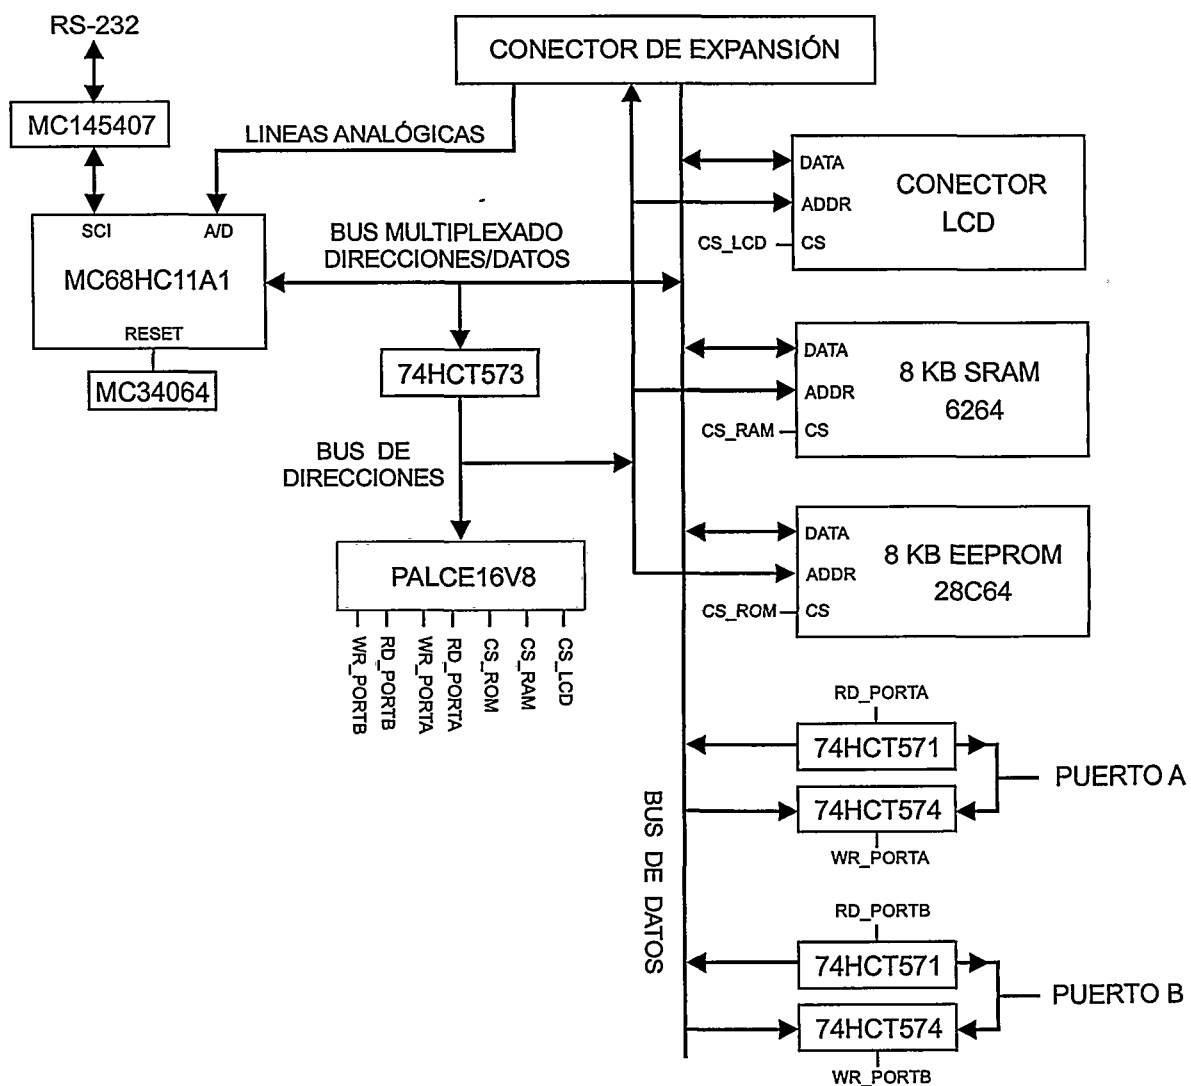 RS-232
CONECTOR DE EXPANSIÓN
MC145407
LINEAS ANALÓGICAS
DATA
ADDR
CONECTOR
LCD
CS_LCD
CS
SCI
A/D
MC68HC11A1
RESET
BUS MULTIPLEXADO
DIRECCIONES/DATOS
MC34064
74HCT573
DATA
ADDR
8 KB SRAM
6264
CS_RAM
CS
BUS DE
DIRECCIONES
DATA
ADDR
8 KB EEPROM
28C64
CS_ROM
CS
PALCE16V8
WR_PORTB
RD_PORTB
WR_PORTA
RD_PORTA
CS_ROM
CS_RAM
CS_LCD
RD_PORTA
74HCT571
PUERTO A
74HCT574
WR_PORTA
BUS DE DATOS
RD_PORTB
74HCT571
PUERTO B
74HCT574
WR_PORTB